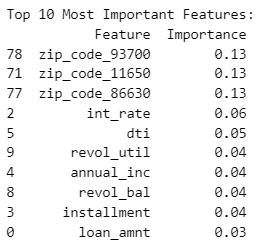 Top 10 Most Important Features:
Feature Importance
78 zip_code_93700 0.13
71 zip_code_11650 0.13
77 zip_code_86630 0.13
2 int_rate 0.06
5 dti 0.05
9 revol_util 0.04
4 annual_inc 0.04
8 revol_bal 0.04
3 installment 0.04
0 loan_amnt 0.03